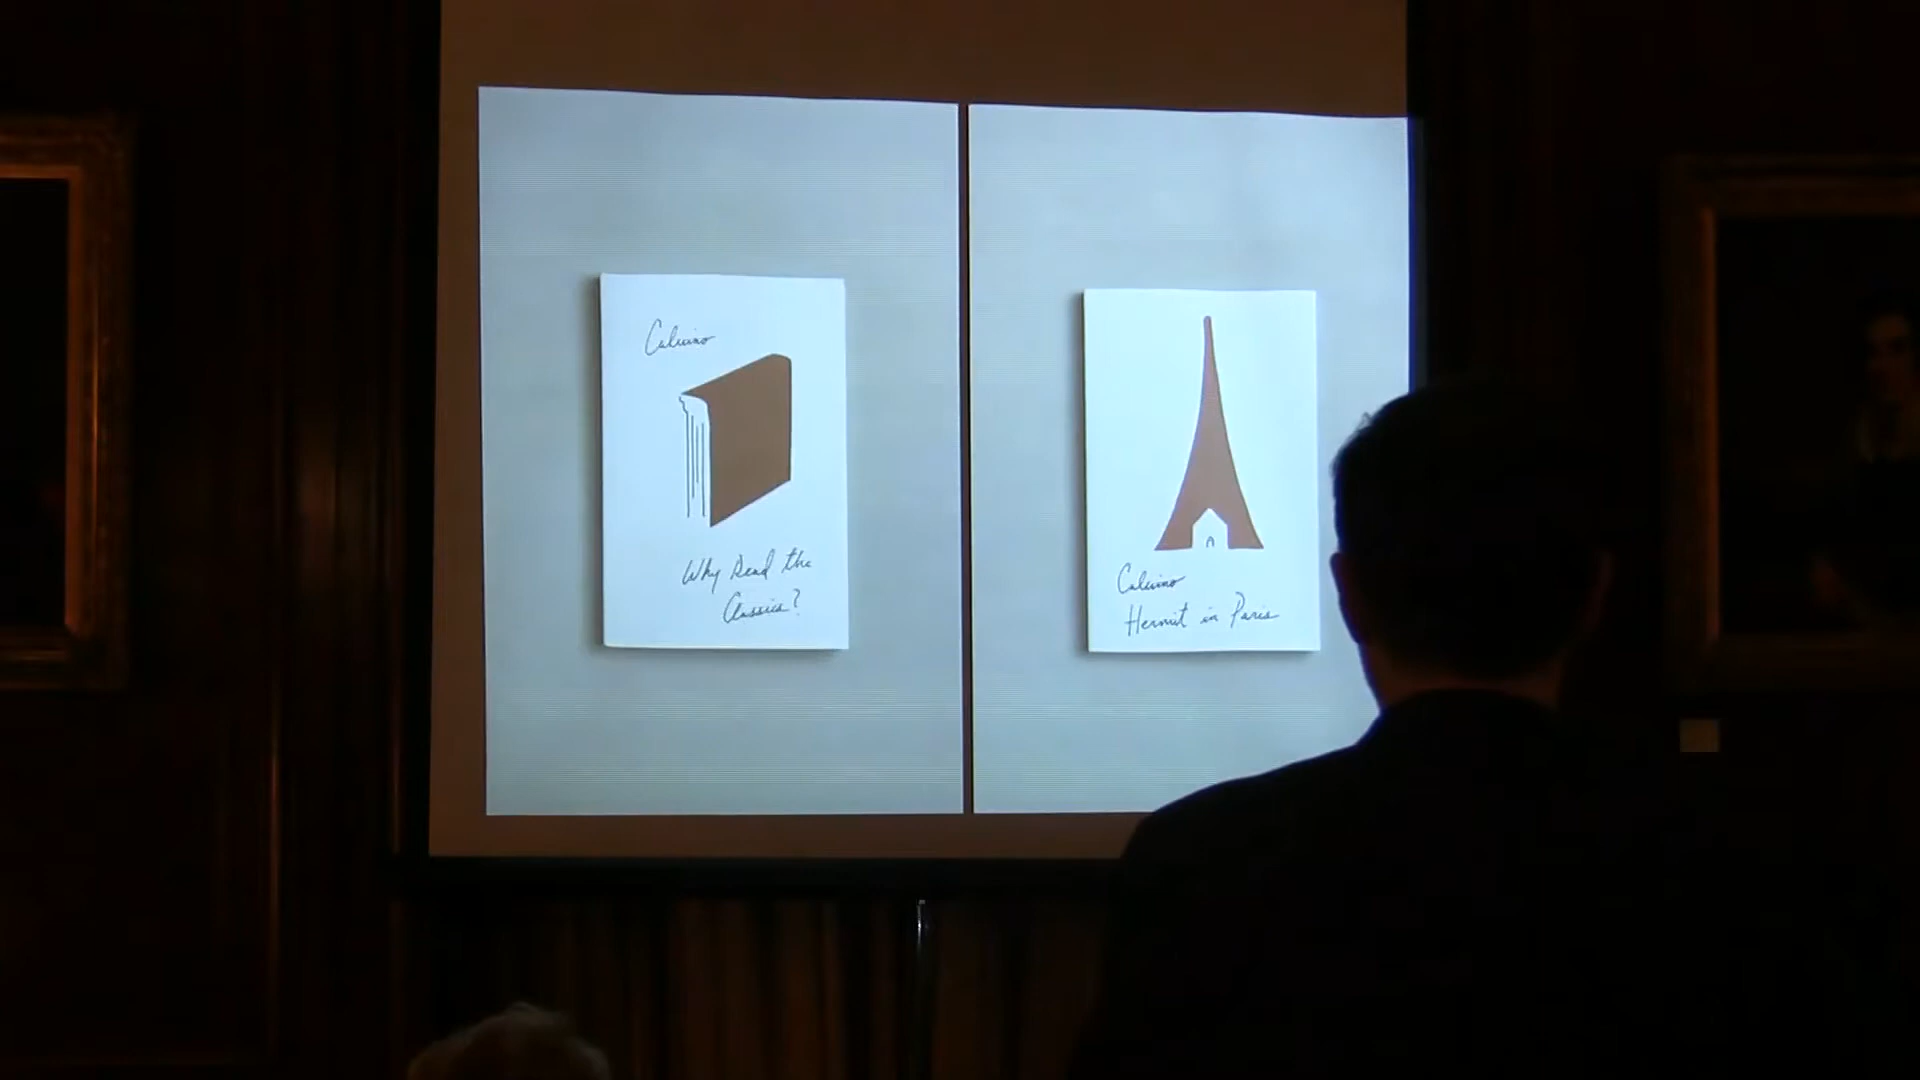 Calvino
Why Read the
Classics?
Calvino
Hermit in Paris